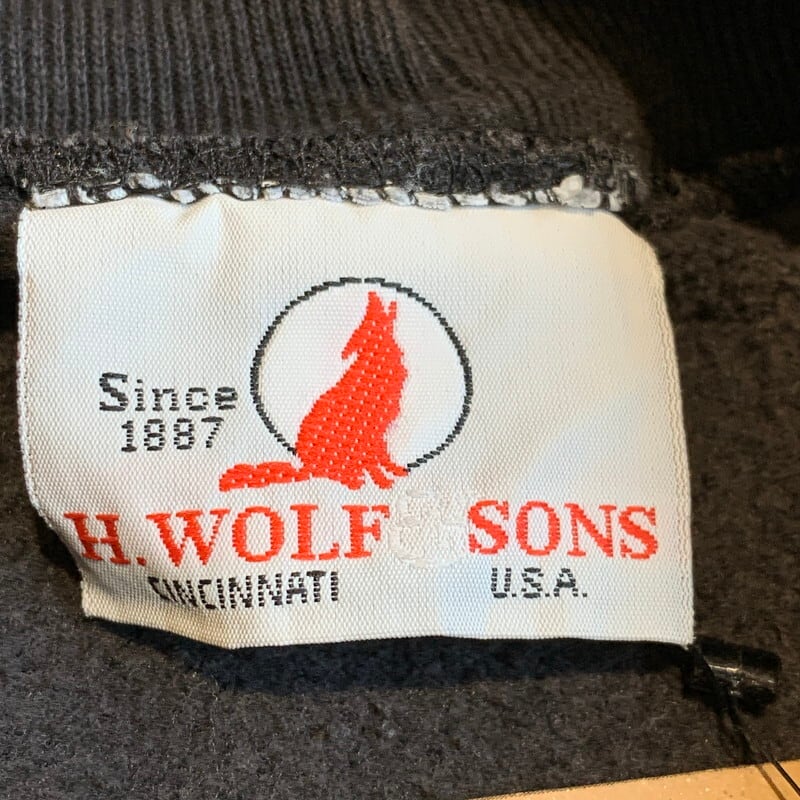 Since
1887
H. WOLF & SONS
CINCINNATI U.S.A.